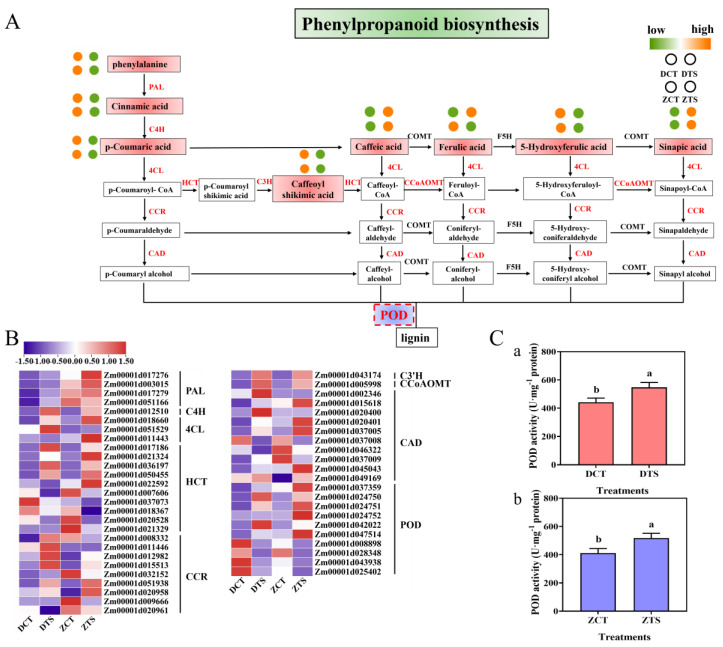 A
Phenylpropanoid biosynthesis
low high
DCT DTS
ZCT ZTS
phenylalanine
PAL
Cinnamic acid
C4H
p-Coumaric acid
Caffeic acid
COMT
Ferulic acid
F5H
5-Hydroxyferulic acid
COMT
Sinapic acid
4CL
4CL
4CL
4CL
4CL
p-Coumaroyl- CoA
HCT
p-Coumaroyl
shikimic acid
C3H
Caffeoyl
shikimic acid
HCT
Caffeoyl-
CoA
CCoAOMT
Feruloyl-
CoA
5-Hydroxyferuloyl-
CoA
CCoAOMT
Sinapoyl-CoA
CCR
CCR
CCR
CCR
CCR
p-Coumaraldehyde
Caffeyl-
aldehyde
COMT
Coniferyl-
aldehyde
F5H
5-Hydroxy-
coniferaldehyde
COMT
Sinapaldehyde
CAD
CAD
CAD
CAD
CAD
p-Coumaryl alcohol
Caffeyl-
alcohol
COMT
Coniferyl-
alcohol
F5H
5-Hydroxy-
coniferyl alcohol
COMT
Sinapyl alcohol
POD
lignin
B
-1.50 -1.00 -0.50 0.00 0.50 1.00 1.50
Zm00001d017276
Zm00001d003015
Zm00001d017279
Zm00001d051166
Zm00001d012510
Zm00001d018660
Zm00001d051529
Zm00001d011443
Zm00001d017186
Zm00001d021324
Zm00001d036197
Zm00001d050455
Zm00001d022592
Zm00001d007606
Zm00001d037073
Zm00001d018367
Zm00001d020528
Zm00001d021329
Zm00001d008332
Zm00001d011446
Zm00001d012982
Zm00001d015513
Zm00001d032152
Zm00001d051938
Zm00001d020958
Zm00001d009666
Zm00001d020961
PAL
C4H
4CL
HCT
CCR
DCT DTS ZCT ZTS
Zm00001d043174
Zm00001d005998
Zm00001d002346
Zm00001d015618
Zm00001d020400
Zm00001d020401
Zm00001d037005
Zm00001d037008
Zm00001d046322
Zm00001d037009
Zm00001d045043
Zm00001d049169
Zm00001d037359
Zm00001d024750
Zm00001d024751
Zm00001d024752
Zm00001d042022
Zm00001d047514
Zm00001d008898
Zm00001d028348
Zm00001d043938
Zm00001d025402
C3'H
CCoAOMT
CAD
POD
DCT DTS ZCT ZTS
C
a
POD activity (U·mg⁻¹ protein)
800
600
400
200
0
b
a
DCT DTS
Treatments
b
POD activity (U·mg⁻¹ protein)
800
600
400
200
0
b
a
ZCT ZTS
Treatments